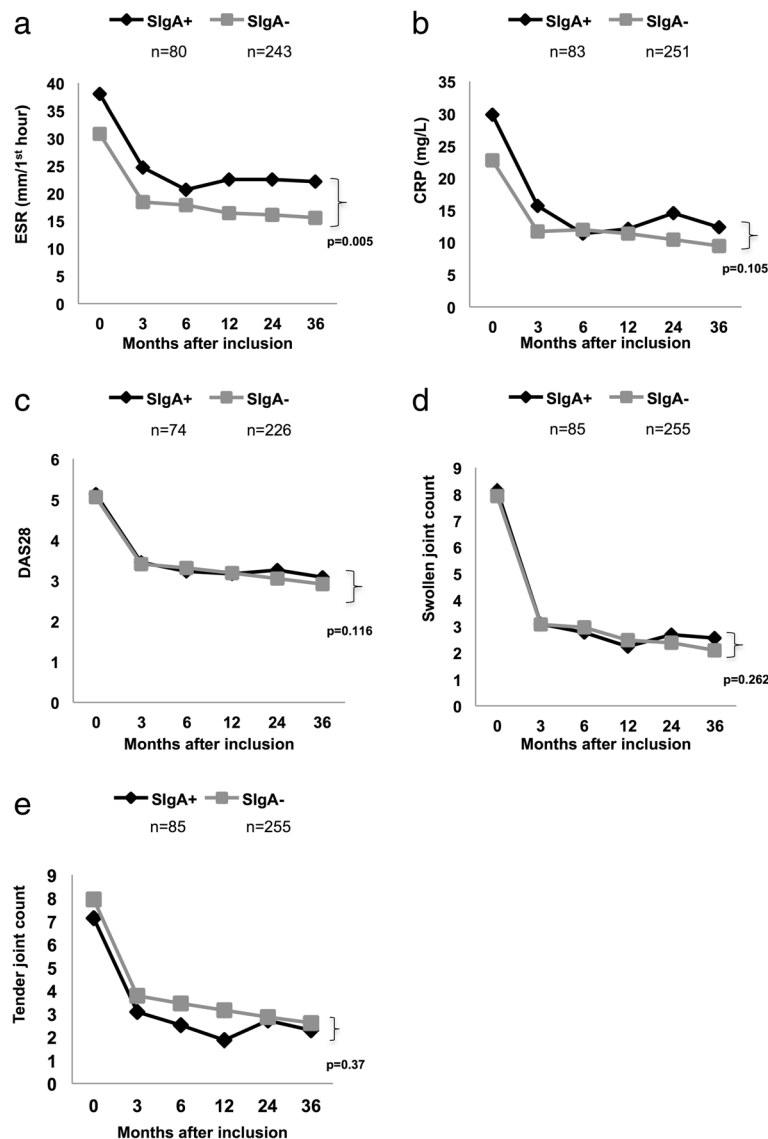 a
SIgA+ SIgA-
n=80 n=243
40
35
30
25
20
15
10
5
0
ESR (mm/1st hour)
p=0.005
0 3 6 12 24 36
Months after inclusion
b
SIgA+ SIgA-
n=83 n=251
35
30
25
20
15
10
5
0
CRP (mg/L)
p=0.105
0 3 6 12 24 36
Months after inclusion
c
SIgA+ SIgA-
n=74 n=226
6
5
4
3
2
1
0
DAS28
p=0.116
0 3 6 12 24 36
Months after inclusion
d
SIgA+ SIgA-
n=85 n=255
9
8
7
6
5
4
3
2
1
0
Swollen joint count
p=0.262
0 3 6 12 24 36
Months after inclusion
e
SIgA+ SIgA-
n=85 n=255
9
8
7
6
5
4
3
2
1
0
Tender joint count
p=0.37
0 3 6 12 24 36
Months after inclusion